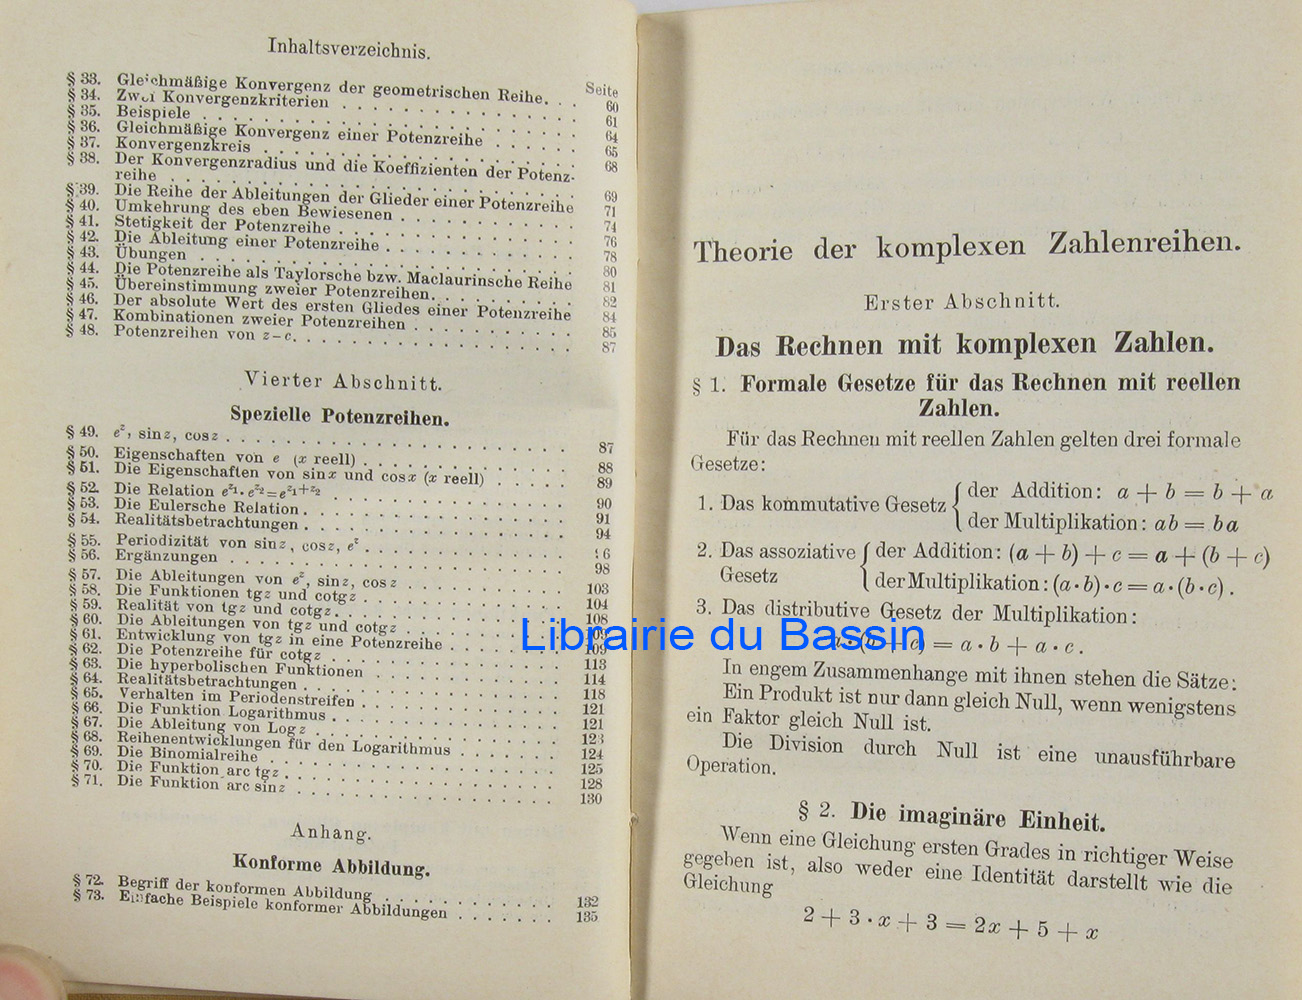 Inhaltsverzeichnis.
Seite
§ 33. Gleichmäßige Konvergenz der geometrischen Reihe. . . 60
§ 34. Zwei Konvergenzkriterien . . . . . . . . . . . . 61
§ 35. Beispiele . . . . . . . . . . . . . . . . . 64
§ 36. Gleichmäßige Konvergenz einer Potenzreihe . . . . . . 65
§ 37. Konvergenzkreis . . . . . . . . . . . . . . . 68
§ 38. Der Konvergenzradius und die Koeffizienten der Potenz-
reihe . . . . . . . . . . . . . . . . . . 69
§ 39. Die Reihe der Ableitungen der Glieder einer Potenzreihe 71
§ 40. Umkehrung des eben Bewiesenen . . . . . . . . . 74
§ 41. Stetigkeit der Potenzreihe . . . . . . . . . . . . 76
§ 42. Die Ableitung einer Potenzreihe . . . . . . . . . . 78
§ 43. Übungen . . . . . . . . . . . . . . . . . 80
§ 44. Die Potenzreihe als Taylorsche bzw. Maclaurinsche Reihe 81
§ 45. Übereinstimmung zweier Potenzreihen. . . . . . . . 82
§ 46. Der absolute Wert des ersten Gliedes einer Potenzreihe 84
§ 47. Kombinationen zweier Potenzreihen . . . . . . . . 85
§ 48. Potenzreihen von z−c. . . . . . . . . . . . . . 87
Vierter Abschnitt.
Spezielle Potenzreihen.
§ 49. e^z, sin z, cos z . . . . . . . . . . . . . . . . 87
§ 50. Eigenschaften von e (x reell) . . . . . . . . . . . 88
§ 51. Die Eigenschaften von sin x und cos x (x reell) . . . . . 89
§ 52. Die Relation e^z1 · e^z2 = e^z1+z2 . . . . . . . . . . . 90
§ 53. Die Eulersche Relation. . . . . . . . . . . . . . 91
§ 54. Realitätsbetrachtungen . . . . . . . . . . . . . 94
§ 55. Periodizität von sin z, cos z, e^z . . . . . . . . . . . 96
§ 56. Ergänzungen . . . . . . . . . . . . . . . . 98
§ 57. Die Ableitungen von e^z, sin z, cos z . . . . . . . . . 103
§ 58. Die Funktionen tg z und cotg z . . . . . . . . . . . 104
§ 59. Realität von tg z und cotg z. . . . . . . . . . . . 108
§ 60. Die Ableitungen von tg z und cotg z . . . . . . . . . 109
§ 61. Entwicklung von tg z in eine Potenzreihe . . . . . . . 109
§ 62. Die Potenzreihe für cotg z . . . . . . . . . . . . 113
§ 63. Die hyperbolischen Funktionen . . . . . . . . . . 114
§ 64. Realitätsbetrachtungen . . . . . . . . . . . . . 118
§ 65. Verhalten im Periodenstreifen . . . . . . . . . . . 121
§ 66. Die Funktion Logarithmus . . . . . . . . . . . . 121
§ 67. Die Ableitung von Log z . . . . . . . . . . . . . 123
§ 68. Reihenentwicklungen für den Logarithmus . . . . . . 124
§ 69. Die Binomialreihe . . . . . . . . . . . . . . . 125
§ 70. Die Funktion arc tg z . . . . . . . . . . . . . . 128
§ 71. Die Funktion arc sin z . . . . . . . . . . . . . . 130
Anhang.
Konforme Abbildung.
§ 72. Begriff der konformen Abbildung . . . . . . . . . . 132
§ 73. Einfache Beispiele konformer Abbildungen . . . . . . . 135
Theorie der komplexen Zahlenreihen.
Erster Abschnitt.
Das Rechnen mit komplexen Zahlen.
§ 1. Formale Gesetze für das Rechnen mit reellen
Zahlen.
Für das Rechnen mit reellen Zahlen gelten drei formale
Gesetze:
1. Das kommutative Gesetz { der Addition: a + b = b + a
der Multiplikation: ab = ba
2. Das assoziative { der Addition: (a + b) + c = a + (b + c)
Gesetz der Multiplikation: (a · b) · c = a · (b · c) .
3. Das distributive Gesetz der Multiplikation:
a · (b + c) = a · b + a · c .
Librairie du Bassin
In engem Zusammenhange mit ihnen stehen die Sätze:
Ein Produkt ist nur dann gleich Null, wenn wenigstens
ein Faktor gleich Null ist.
Die Division durch Null ist eine unausführbare
Operation.
§ 2. Die imaginäre Einheit.
Wenn eine Gleichung ersten Grades in richtiger Weise
gegeben ist, also weder eine Identität darstellt wie die
Gleichung
2 + 3 · x + 3 = 2x + 5 + x